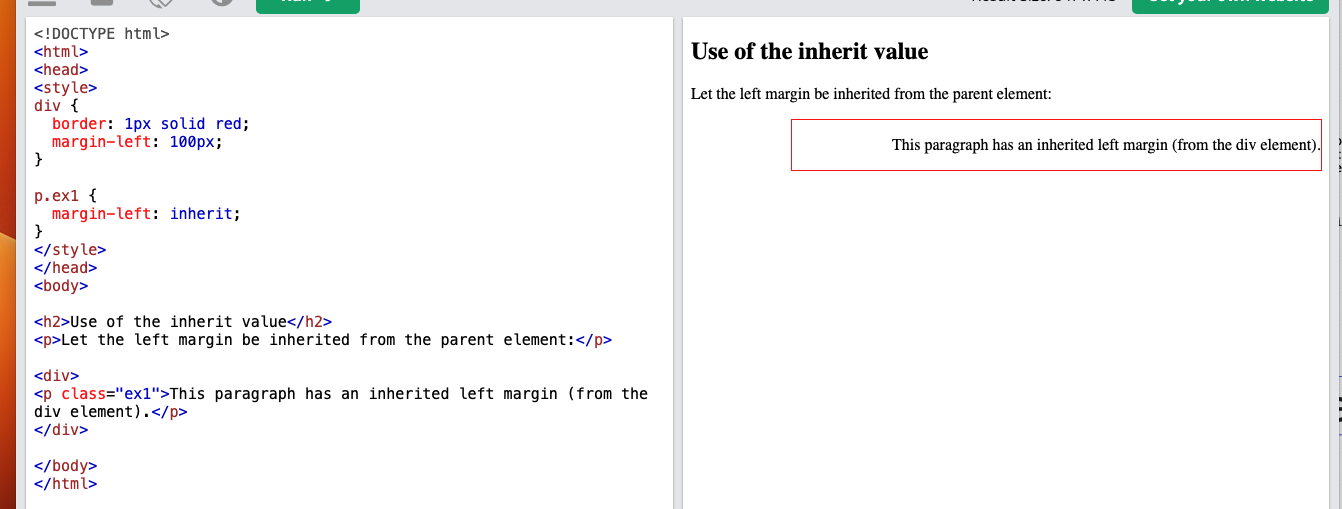 <!DOCTYPE html>
<html>
<head>
<style>
div {
  border: 1px solid red;
  margin-left: 100px;
}
p.ex1 {
  margin-left: inherit;
}
</style>
</head>
<body>
<h2>Use of the inherit value</h2>
<p>Let the left margin be inherited from the parent element:</p>
<div>
<p class="ex1">This paragraph has an inherited left margin (from the
div element).</p>
</div>
</body>
</html>
Use of the inherit value
Let the left margin be inherited from the parent element:
This paragraph has an inherited left margin (from the div element).